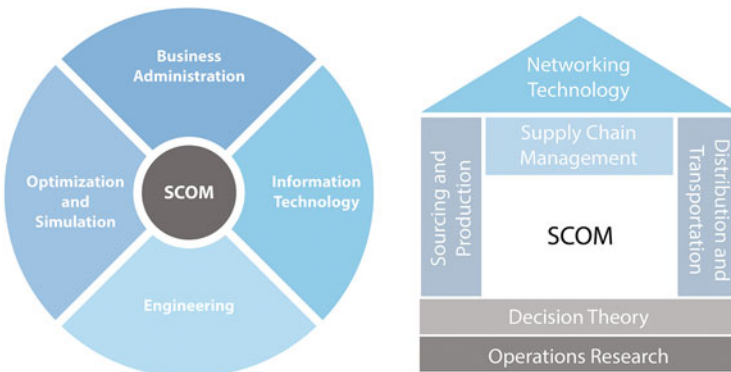 Business
Administration
Optimization
and
Simulation
SCOM
Information
Technology
Engineering
Networking
Technology
Supply Chain
Management
Sourcing and
Production
SCOM
Distribution and
Transportation
Decision Theory
Operations Research